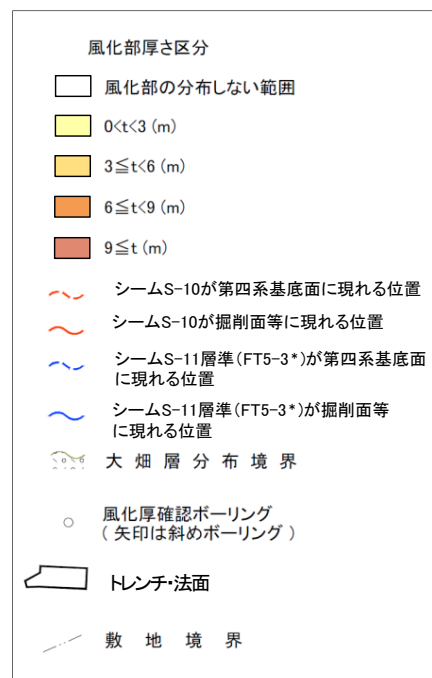 風化部厚さ区分
風化部の分布しない範囲
0<t<3 (m)
3≦t<6 (m)
6≦t<9 (m)
9≦t (m)
シームS-10が第四系基底面に現れる位置
シームS-10が掘削面等に現れる位置
シームS-11層準(FT5-3*)が第四系基底面
に現れる位置
シームS-11層準(FT5-3*)が掘削面等
に現れる位置
大畑層分布境界
風化厚確認ボーリング
( 矢印は斜めボーリング )
トレンチ・法面
敷地境界